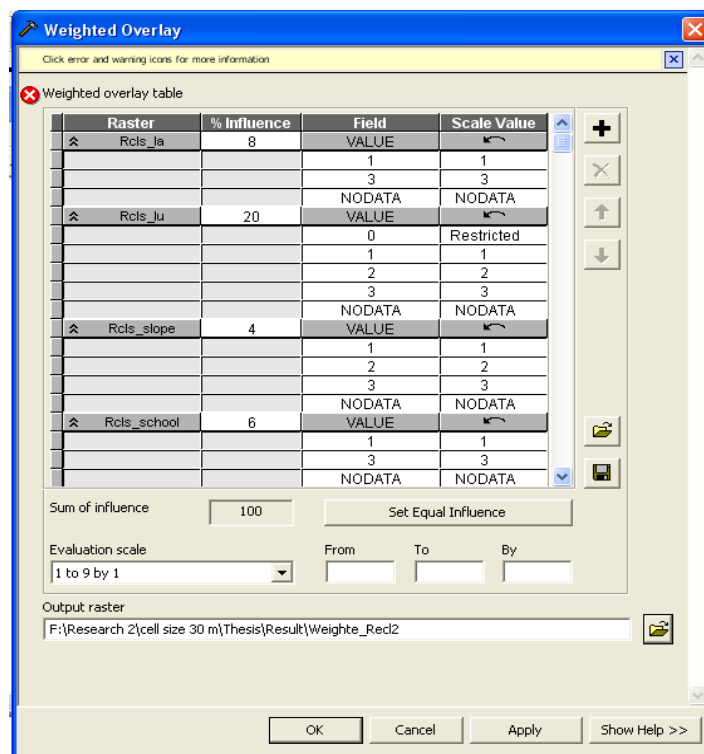 Weighted Overlay
Click error and warning icons for more information
Weighted overlay table
Raster % Influence Field Scale Value
Rcls_la 8 VALUE
1 1
3 3
NODATA NODATA
Rcls_lu 20 VALUE
0 Restricted
1 1
2 2
3 3
NODATA NODATA
Rcls_slope 4 VALUE
1 1
2 2
3 3
NODATA NODATA
Rcls_school 6 VALUE
1 1
3 3
NODATA NODATA
Sum of influence 100 Set Equal Influence
Evaluation scale From To By
1 to 9 by 1
Output raster
F:\Research 2\cell size 30 m\Thesis\Result\Weighte_Recl2
OK Cancel Apply Show Help >>